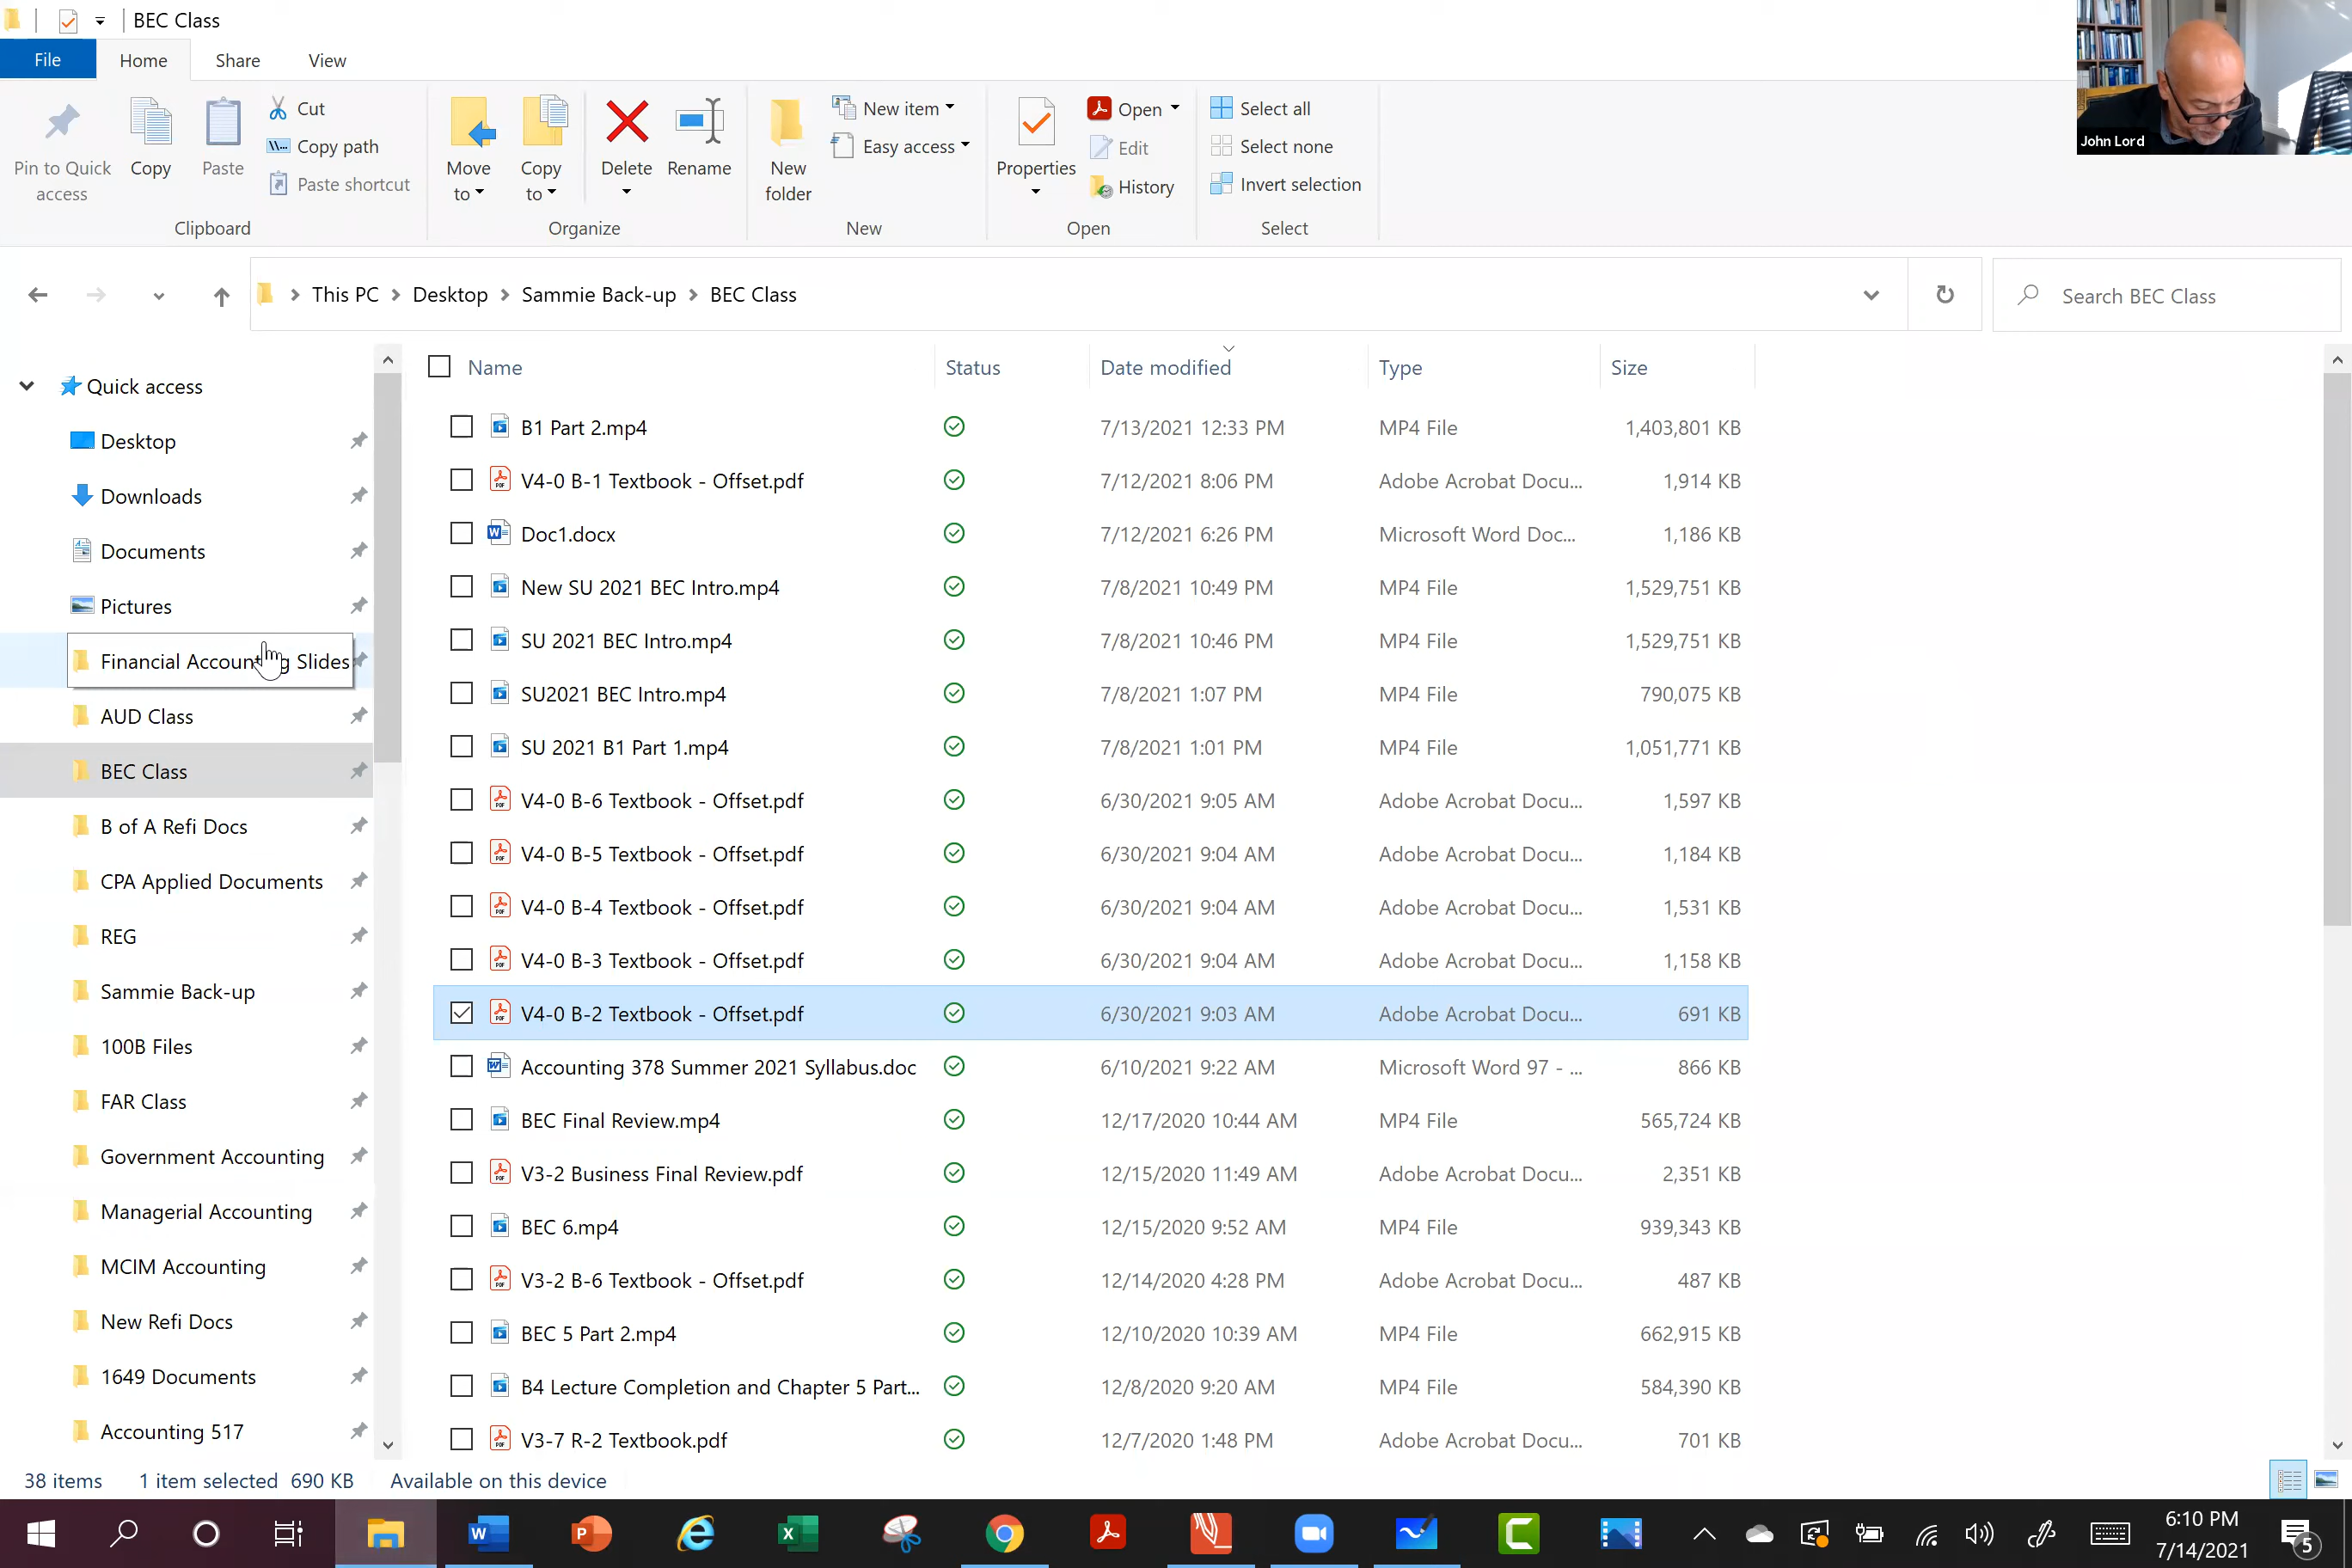 BEC Class
File Home Share View
Pin to Quick access
Copy
Paste
Cut
Copy path
Paste shortcut
Clipboard
Move to
Copy to
Delete
Rename
Organize
New folder
New item
Easy access
New
Properties
Open
Edit
History
Open
Select all
Select none
Invert selection
Select
John Lord
This PC Desktop Sammie Back-up BEC Class
Search BEC Class
Quick access
Desktop
Downloads
Documents
Pictures
Financial Accounting Slides
AUD Class
BEC Class
B of A Refi Docs
CPA Applied Documents
REG
Sammie Back-up
100B Files
FAR Class
Government Accounting
Managerial Accounting
MCIM Accounting
New Refi Docs
1649 Documents
Accounting 517
Name Status Date modified Type Size
B1 Part 2.mp4 7/13/2021 12:33 PM MP4 File 1,403,801 KB
V4-0 B-1 Textbook - Offset.pdf 7/12/2021 8:06 PM Adobe Acrobat Docu... 1,914 KB
Doc1.docx 7/12/2021 6:26 PM Microsoft Word Doc... 1,186 KB
New SU 2021 BEC Intro.mp4 7/8/2021 10:49 PM MP4 File 1,529,751 KB
SU 2021 BEC Intro.mp4 7/8/2021 10:46 PM MP4 File 1,529,751 KB
SU2021 BEC Intro.mp4 7/8/2021 1:07 PM MP4 File 790,075 KB
SU 2021 B1 Part 1.mp4 7/8/2021 1:01 PM MP4 File 1,051,771 KB
V4-0 B-6 Textbook - Offset.pdf 6/30/2021 9:05 AM Adobe Acrobat Docu... 1,597 KB
V4-0 B-5 Textbook - Offset.pdf 6/30/2021 9:04 AM Adobe Acrobat Docu... 1,184 KB
V4-0 B-4 Textbook - Offset.pdf 6/30/2021 9:04 AM Adobe Acrobat Docu... 1,531 KB
V4-0 B-3 Textbook - Offset.pdf 6/30/2021 9:04 AM Adobe Acrobat Docu... 1,158 KB
V4-0 B-2 Textbook - Offset.pdf 6/30/2021 9:03 AM Adobe Acrobat Docu... 691 KB
Accounting 378 Summer 2021 Syllabus.doc 6/10/2021 9:22 AM Microsoft Word 97 - ... 866 KB
BEC Final Review.mp4 12/17/2020 10:44 AM MP4 File 565,724 KB
V3-2 Business Final Review.pdf 12/15/2020 11:49 AM Adobe Acrobat Docu... 2,351 KB
BEC 6.mp4 12/15/2020 9:52 AM MP4 File 939,343 KB
V3-2 B-6 Textbook - Offset.pdf 12/14/2020 4:28 PM Adobe Acrobat Docu... 487 KB
BEC 5 Part 2.mp4 12/10/2020 10:39 AM MP4 File 662,915 KB
B4 Lecture Completion and Chapter 5 Part... 12/8/2020 9:20 AM MP4 File 584,390 KB
V3-7 R-2 Textbook.pdf 12/7/2020 1:48 PM Adobe Acrobat Docu... 701 KB
38 items 1 item selected 690 KB Available on this device
6:10 PM
7/14/2021
5